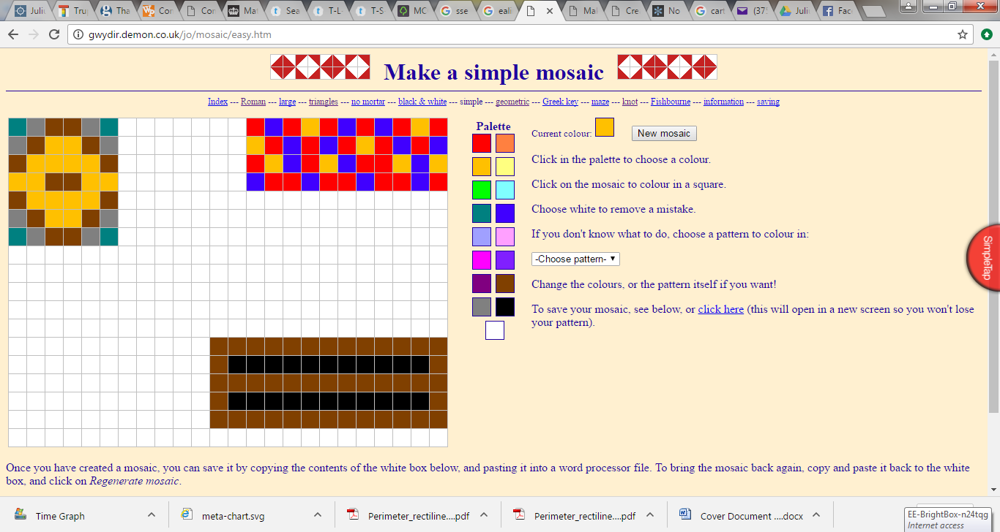 Juli
Tru
Tha
Con
Con
Mat
Sea
T-L-
T-S
MC
sse
eali
Mal
Cre
No
cart
(37
Juli
Fac
gwydir.demon.co.uk/jo/mosaic/easy.htm
Make a simple mosaic
Index --- Roman --- large --- triangles --- no mortar --- black & white --- simple --- geometric --- Greek key --- maze --- knot --- Fishbourne --- information --- saving
Palette
Current colour:
New mosaic
Click in the palette to choose a colour.
Click on the mosaic to colour in a square.
Choose white to remove a mistake.
If you don't know what to do, choose a pattern to colour in:
-Choose pattern-
Change the colours, or the pattern itself if you want!
To save your mosaic, see below, or click here (this will open in a new screen so you won't lose
your pattern).
SimpleTap
Once you have created a mosaic, you can save it by copying the contents of the white box below, and pasting it into a word processor file. To bring the mosaic back again, copy and paste it back to the white
box, and click on Regenerate mosaic.
Time Graph
meta-chart.svg
Perimeter_rectiline....pdf
Perimeter_rectiline....pdf
Cover Document ....docx
EE-BrightBox-n24tqg
Internet access